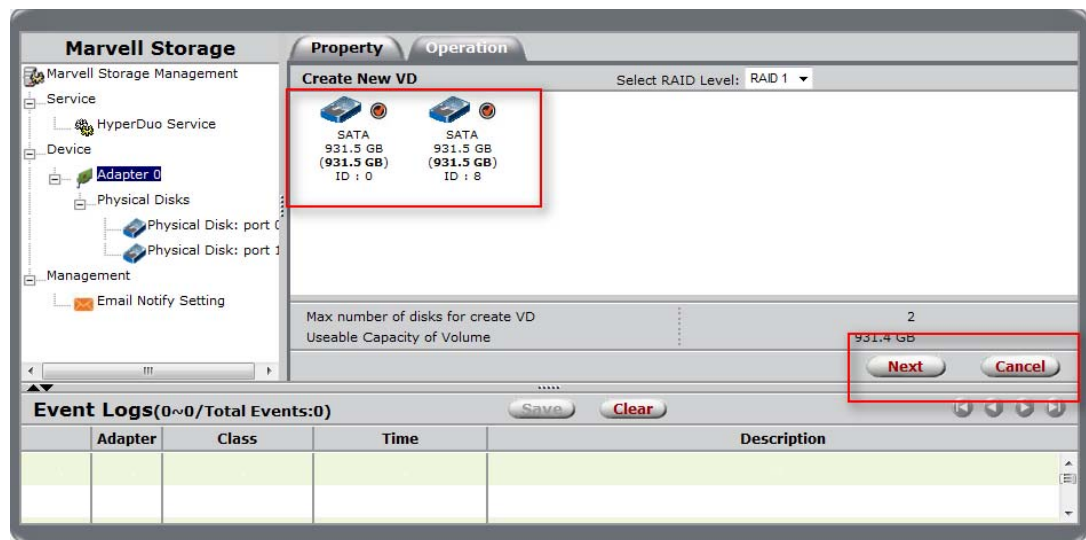 Marvell Storage
Marvell Storage Management
Service
HyperDuo Service
Device
Adapter 0
Physical Disks
Physical Disk: port 0
Physical Disk: port 1
Management
Email Notify Setting
Property
Operation
Create New VD
Select RAID Level: RAID 1
SATA
931.5 GB
(931.5 GB)
ID : 0
SATA
931.5 GB
(931.5 GB)
ID : 8
Max number of disks for create VD 2
Useable Capacity of Volume 931.4 GB
Next Cancel
Event Logs(0~0/Total Events:0) Save Clear
Adapter Class Time Description